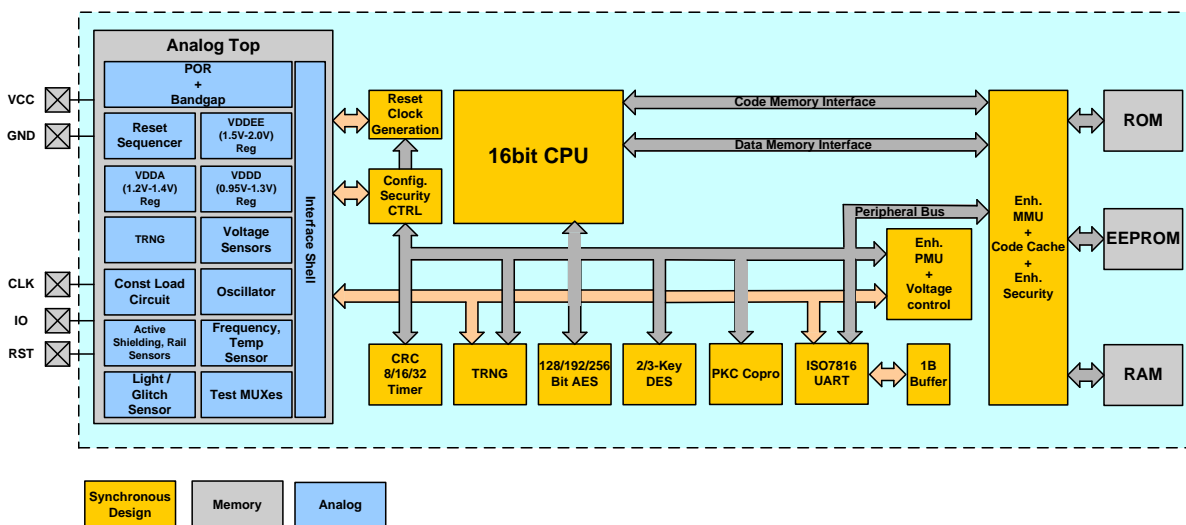 Analog Top
POR
+
Bandgap
Reset
Sequencer
VDDEE
(1.5V-2.0V)
Reg
VDDA
(1.2V-1.4V)
Reg
VDDD
(0.95V-1.3V)
Reg
TRNG
Voltage
Sensors
Const Load
Circuit
Oscillator
Active
Shielding, Rail
Sensors
Frequency,
Temp
Sensor
Light /
Glitch
Sensor
Test MUXes
Interface Shell
VCC
GND
CLK
IO
RST
Reset
Clock
Generation
Config.
Security
CTRL
16bit CPU
Code Memory Interface
Data Memory Interface
Peripheral Bus
Enh.
PMU
+
Voltage
control
Enh.
MMU
+
Code Cache
+
Enh.
Security
ROM
EEPROM
RAM
CRC
8/16/32
Timer
TRNG
128/192/256
Bit AES
2/3-Key
DES
PKC Copro
ISO7816
UART
1B
Buffer
Synchronous
Design
Memory
Analog